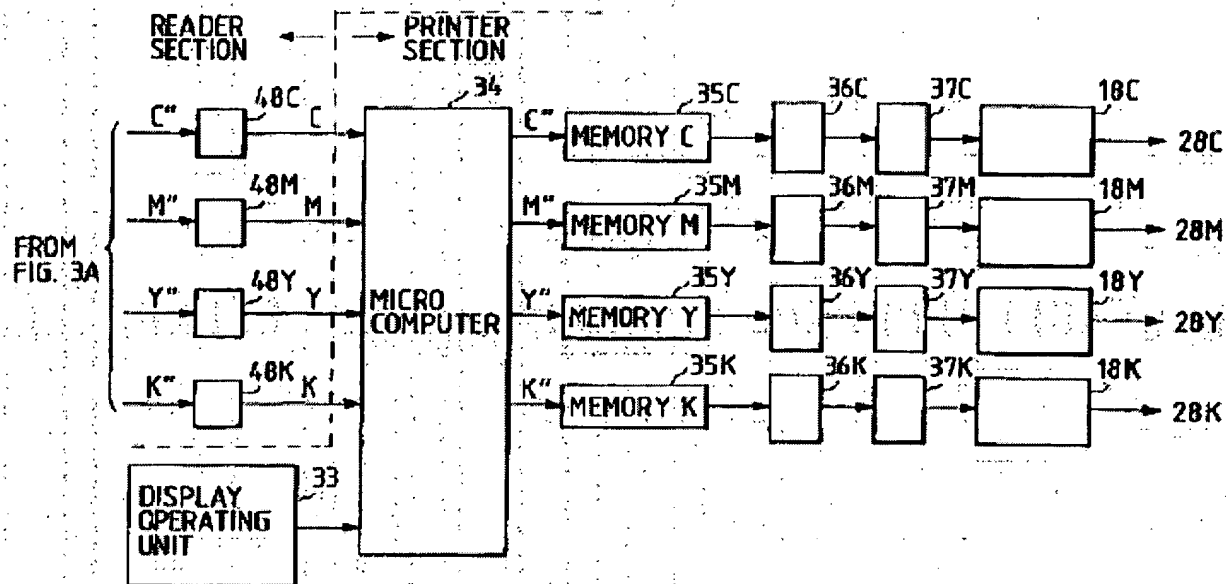 READER
SECTION
PRINTER
SECTION
34
48C
C"
C
C"
35C
MEMORY C
36C
37C
18C
28C
48M
M"
M
M"
35M
MEMORY M
36M
37M
18M
28M
FROM
FIG. 3A
48Y
Y"
Y
MICRO
COMPUTER
Y"
35Y
MEMORY Y
36Y
37Y
18Y
28Y
48K
K"
K
K"
35K
MEMORY K
36K
37K
18K
28K
33
DISPLAY
OPERATING
UNIT